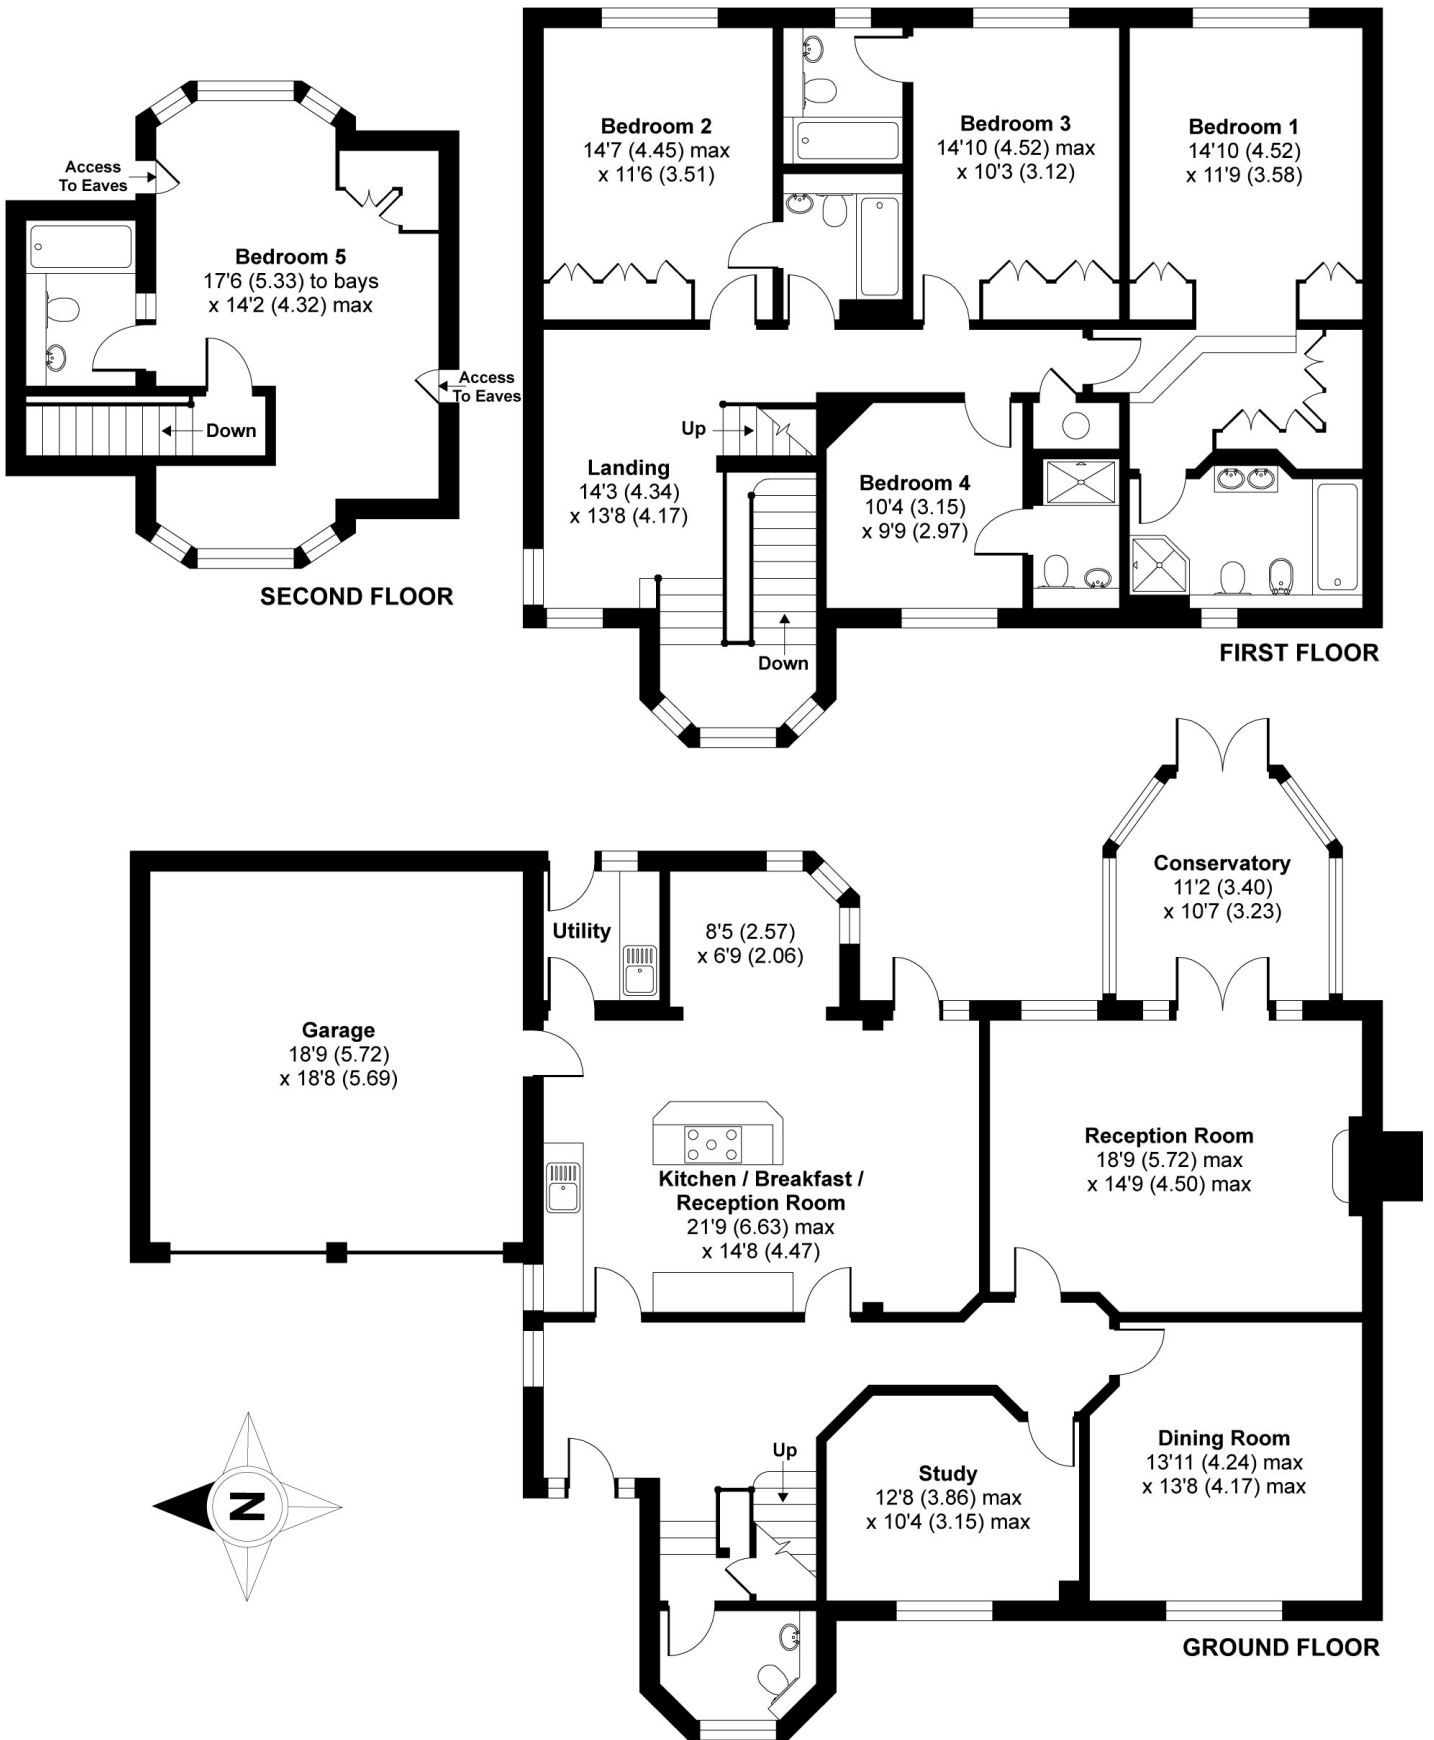 Access
To Eaves
Bedroom 5
17'6 (5.33) to bays
x 14'2 (4.32) max
Access
To Eaves
Down
SECOND FLOOR
Bedroom 2
14'7 (4.45) max
x 11'6 (3.51)
Bedroom 3
14'10 (4.52) max
x 10'3 (3.12)
Bedroom 1
14'10 (4.52)
x 11'9 (3.58)
Up
Landing
14'3 (4.34)
x 13'8 (4.17)
Bedroom 4
10'4 (3.15)
x 9'9 (2.97)
Down
FIRST FLOOR
Conservatory
11'2 (3.40)
x 10'7 (3.23)
Utility
8'5 (2.57)
x 6'9 (2.06)
Garage
18'9 (5.72)
x 18'8 (5.69)
Kitchen / Breakfast /
Reception Room
21'9 (6.63) max
x 14'8 (4.47)
Reception Room
18'9 (5.72) max
x 14'9 (4.50) max
Dining Room
13'11 (4.24) max
x 13'8 (4.17) max
Study
12'8 (3.86) max
x 10'4 (3.15) max
Up
N
GROUND FLOOR